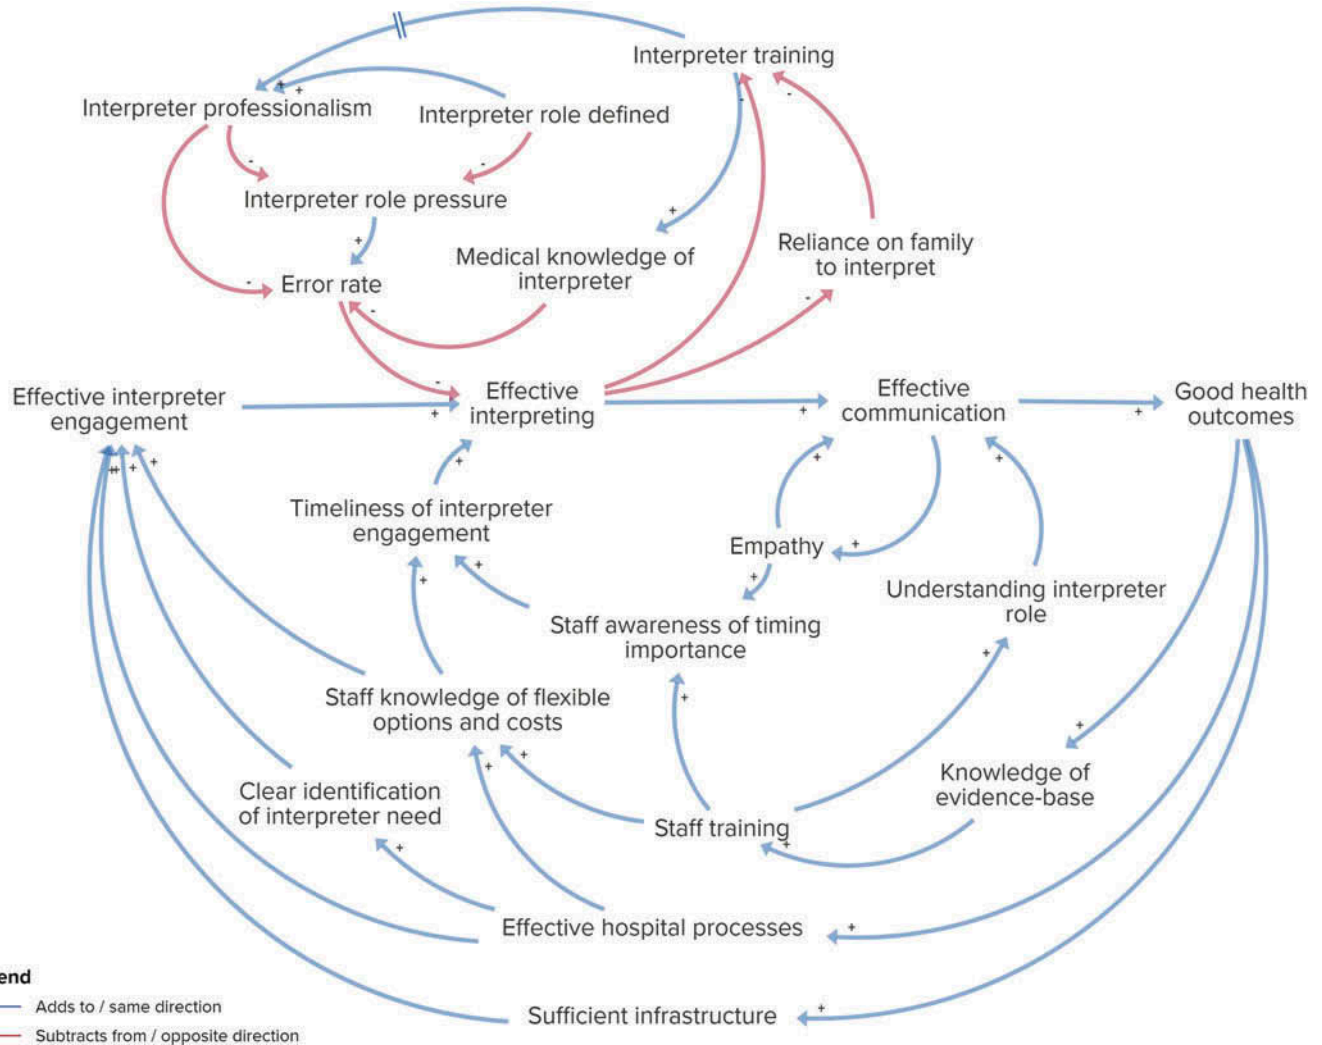 Interpreter training
Interpreter professionalism
Interpreter role defined
Interpreter role pressure
Medical knowledge of
interpreter
Reliance on family
to interpret
Error rate
Effective interpreter
engagement
Effective
interpreting
Effective
communication
Good health
outcomes
Timeliness of interpreter
engagement
Empathy
Understanding interpreter
role
Staff awareness of timing
importance
Staff knowledge of flexible
options and costs
Clear identification
of interpreter need
Knowledge of
evidence-base
Staff training
Effective hospital processes
Sufficient infrastructure
end
Adds to / same direction
Subtracts from / opposite direction